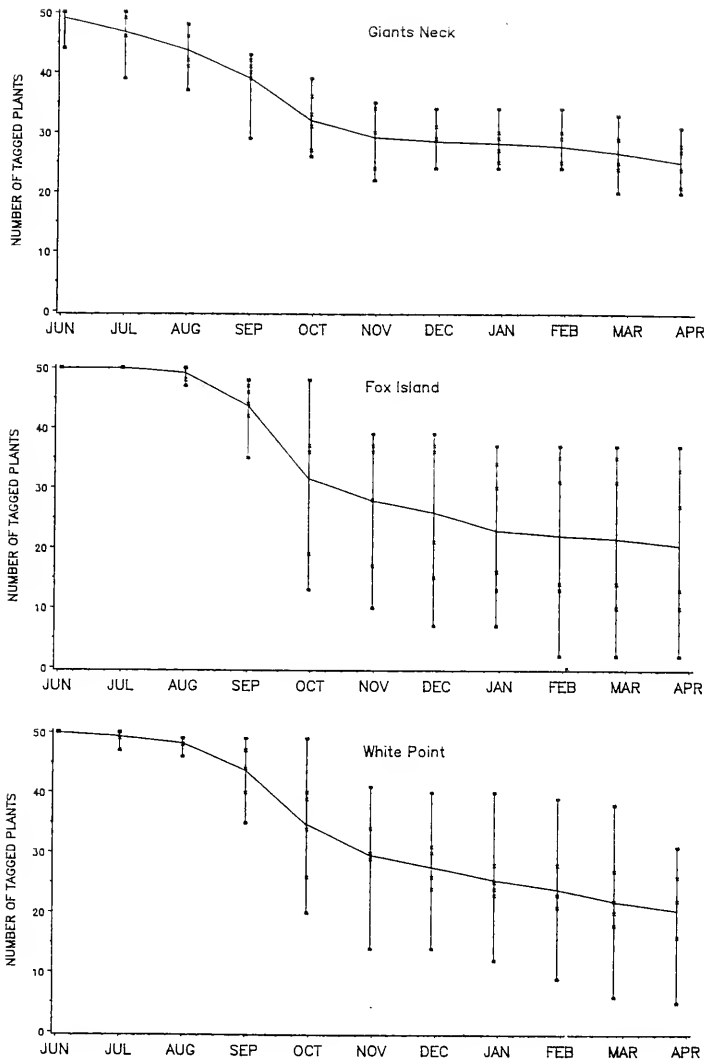 Giants Neck
NUMBER OF TAGGED PLANTS
50
40
30
20
10
0
JUN JUL AUG SEP OCT NOV DEC JAN FEB MAR APR
Fox Island
NUMBER OF TAGGED PLANTS
50
40
30
20
10
0
JUN JUL AUG SEP OCT NOV DEC JAN FEB MAR APR
White Point
NUMBER OF TAGGED PLANTS
50
40
30
20
10
0
JUN JUL AUG SEP OCT NOV DEC JAN FEB MAR APR